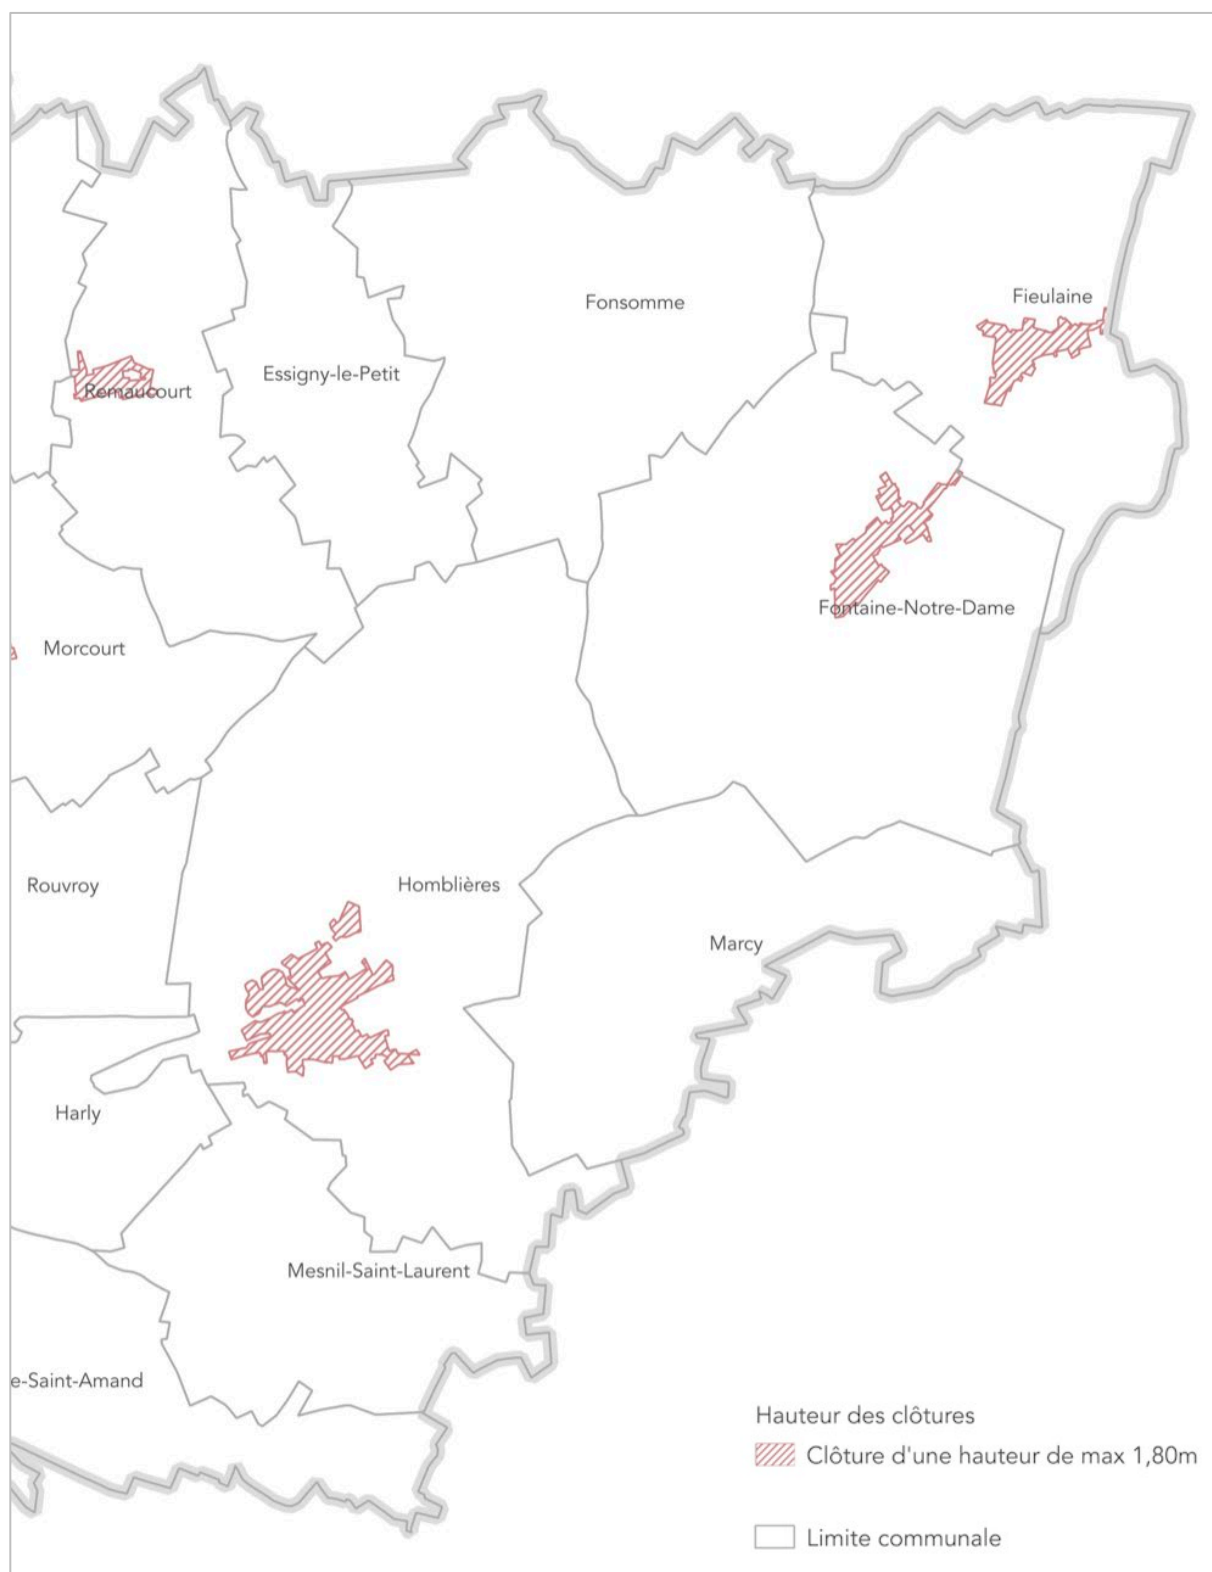 Fieulaine
Fonsomme
Essigny-le-Petit
Remaucourt
Fontaine-Notre-Dame
Morcourt
Rouvroy
Homblières
Marcy
Harly
Mesnil-Saint-Laurent
e-Saint-Amand
Hauteur des clôtures
Clôture d'une hauteur de max 1,80m
Limite communale